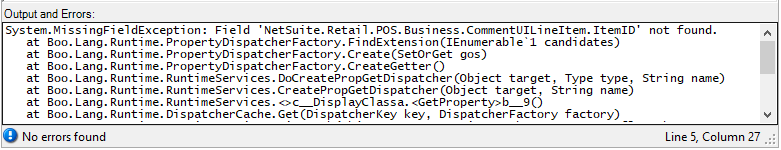 Output and Errors:
System.MissingFieldException: Field 'NetSuite.Retail.POS.Business.CommentUILineItem.ItemID' not found.
at Boo.Lang.Runtime.PropertyDispatcherFactory.FindExtension(IEnumerable`1 candidates)
at Boo.Lang.Runtime.PropertyDispatcherFactory.Create(SetOrGet gos)
at Boo.Lang.Runtime.PropertyDispatcherFactory.CreateGetter()
at Boo.Lang.Runtime.RuntimeServices.DoCreatePropGetDispatcher(Object target, Type type, String name)
at Boo.Lang.Runtime.RuntimeServices.CreatePropGetDispatcher(Object target, String name)
at Boo.Lang.Runtime.RuntimeServices.<>c__DisplayClassa.<GetProperty>b__9()
at Boo.Lang.Runtime.DispatcherCache.Get(DispatcherKey key, DispatcherFactory factory)
No errors found Line 5, Column 27